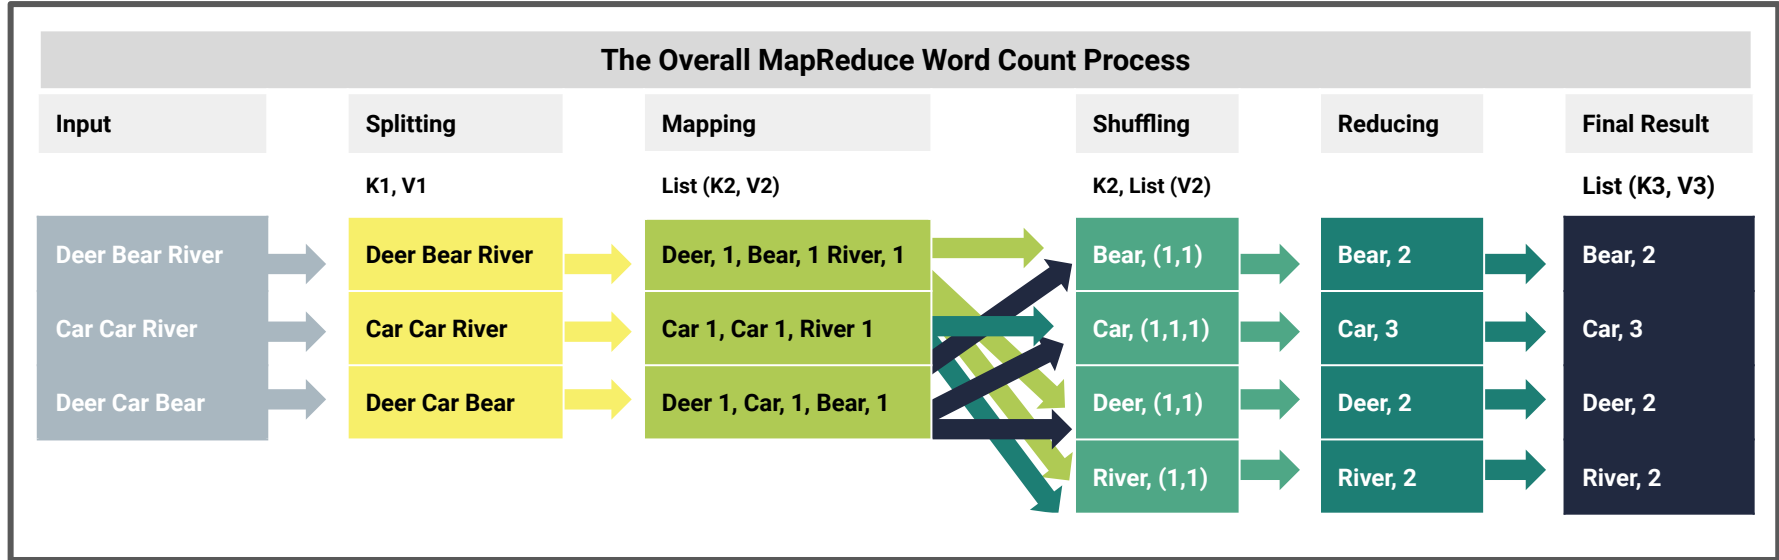 The Overall MapReduce Word Count Process
Input
Splitting
Mapping
Shuffling
Reducing
Final Result
K1, V1
List (K2, V2)
K2, List (V2)
List (K3, V3)
Deer Bear River
Deer Bear River
Deer, 1, Bear, 1 River, 1
Bear, (1,1)
Bear, 2
Bear, 2
Car Car River
Car Car River
Car 1, Car 1, River 1
Car, (1,1,1)
Car, 3
Car, 3
Deer Car Bear
Deer Car Bear
Deer 1, Car, 1, Bear, 1
Deer, (1,1)
Deer, 2
Deer, 2
River, (1,1)
River, 2
River, 2